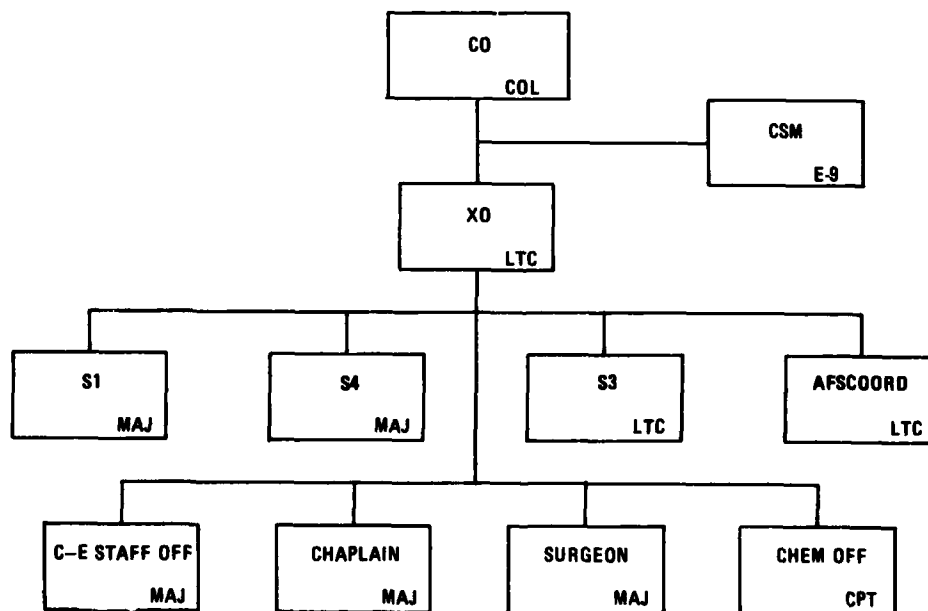 CO
COL
CSM
E-9
XO
LTC
S1
MAJ
S4
MAJ
S3
LTC
AFSCOORD
LTC
C–E STAFF OFF
MAJ
CHAPLAIN
MAJ
SURGEON
MAJ
CHEM OFF
CPT